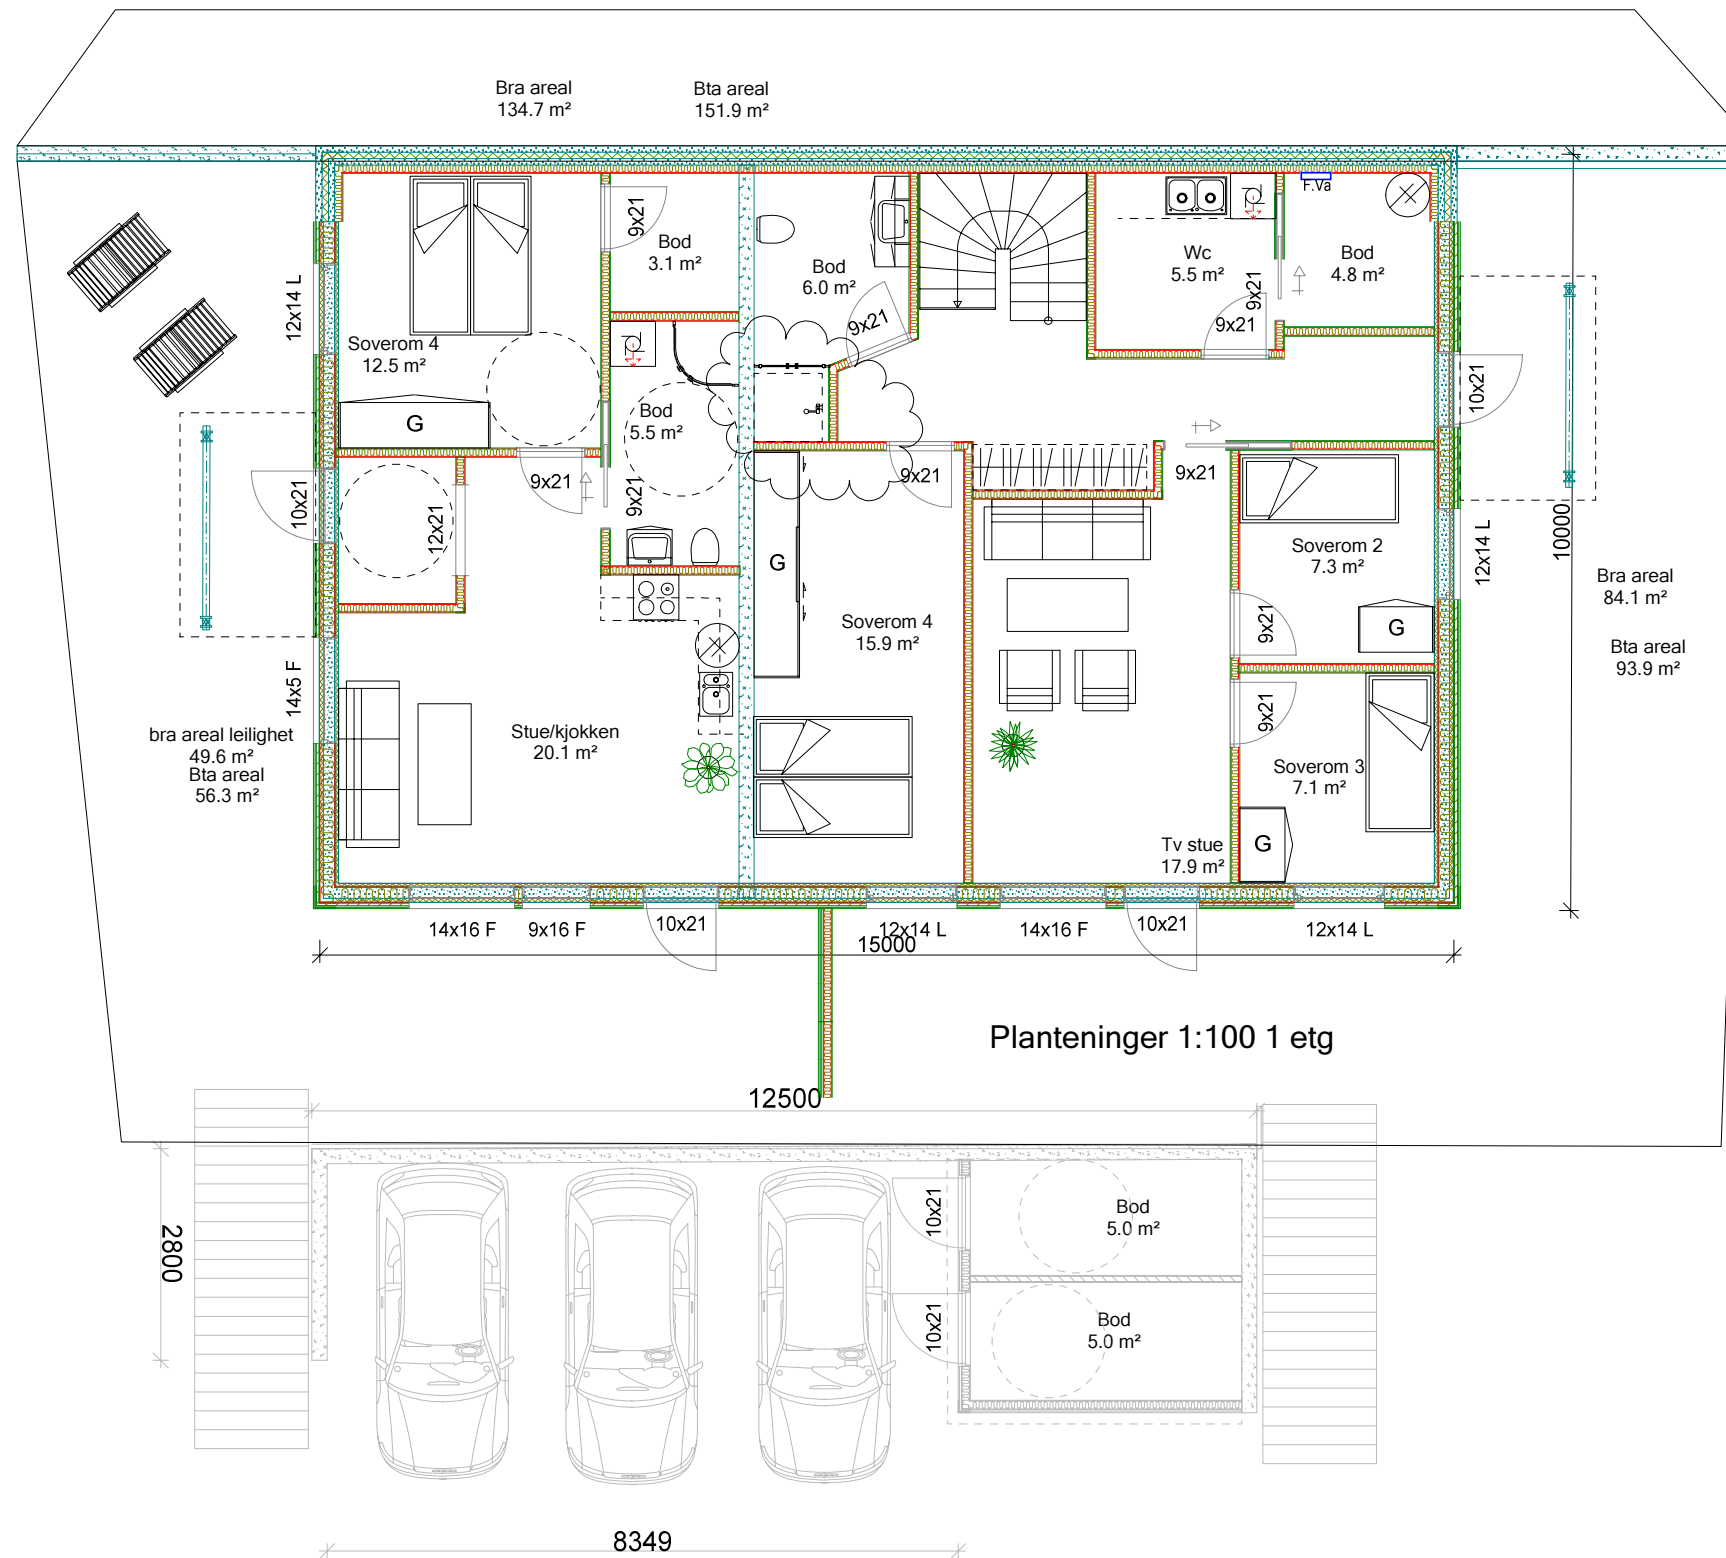 Bra areal
134.7 m²
Bta areal
151.9 m²
F.Va
9x21
Bod
3.1 m²
Bod
6.0 m²
Wc
5.5 m²
9x21
Bod
4.8 m²
12x14 L
Soverom 4
12.5 m²
9x21
9x21
10x21
G
Bod
5.5 m²
9x21
9x21
9x21
9x21
10x21
12x21
G
Soverom 2
7.3 m²
12x14 L
10000
Bra areal
84.1 m²
Bta areal
93.9 m²
Soverom 4
15.9 m²
9x21
G
14x5 F
9x21
bra areal leilighet
49.6 m²
Bta areal
56.3 m²
Stue/kjokken
20.1 m²
Soverom 3
7.1 m²
Tv stue
17.9 m²
G
14x16 F
9x16 F
10x21
12x14 L
14x16 F
10x21
12x14 L
15000
Planteninger 1:100 1 etg
12500
2800
10x21
Bod
5.0 m²
10x21
Bod
5.0 m²
8349